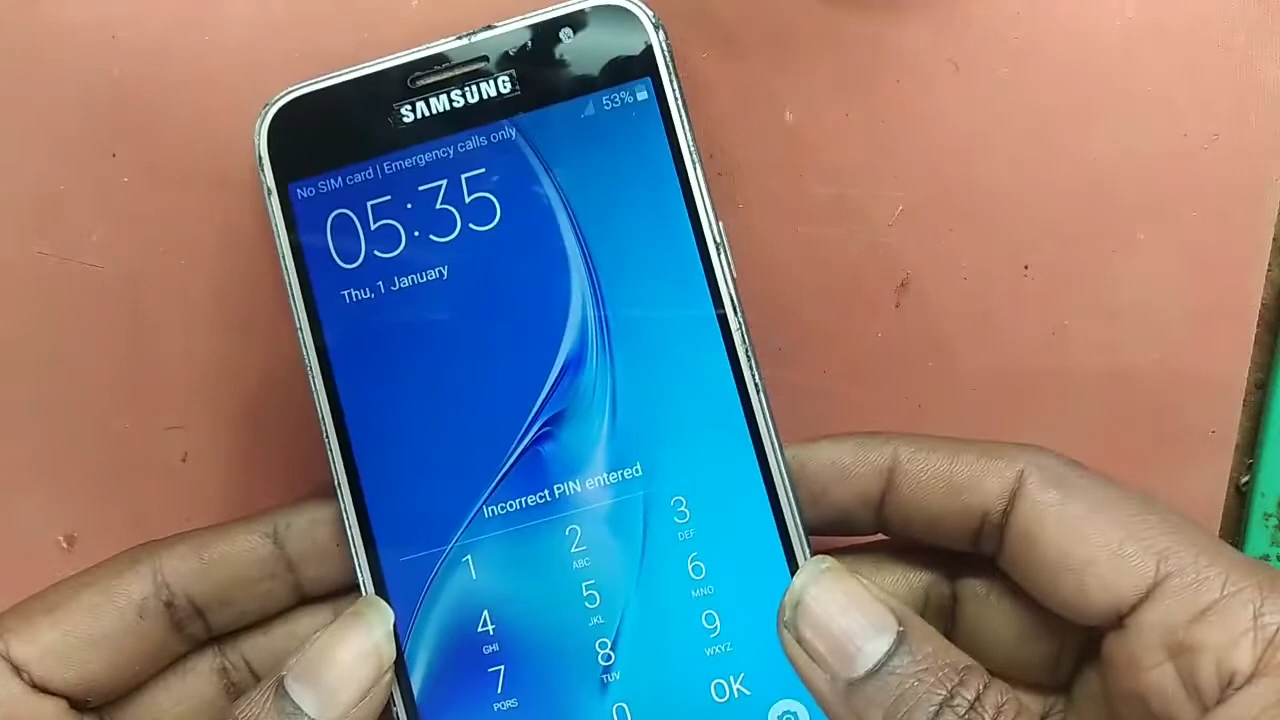 SAMSUNG
53%
No SIM card | Emergency calls only
05:35
Thu, 1 January
Incorrect PIN entered
1 2 ABC 3 DEF
4 GHI 5 JKL 6 MNO
7 PQRS 8 TUV 9 WXYZ
0 OK